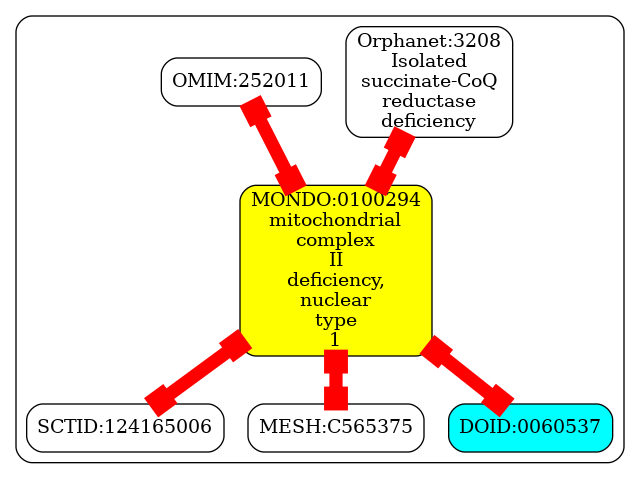 OMIM:252011
Orphanet:3208
Isolated
succinate-CoQ
reductase
deficiency
MONDO:0100294
mitochondrial
complex
II
deficiency,
nuclear
type
1
SCTID:124165006
MESH:C565375
DOID:0060537